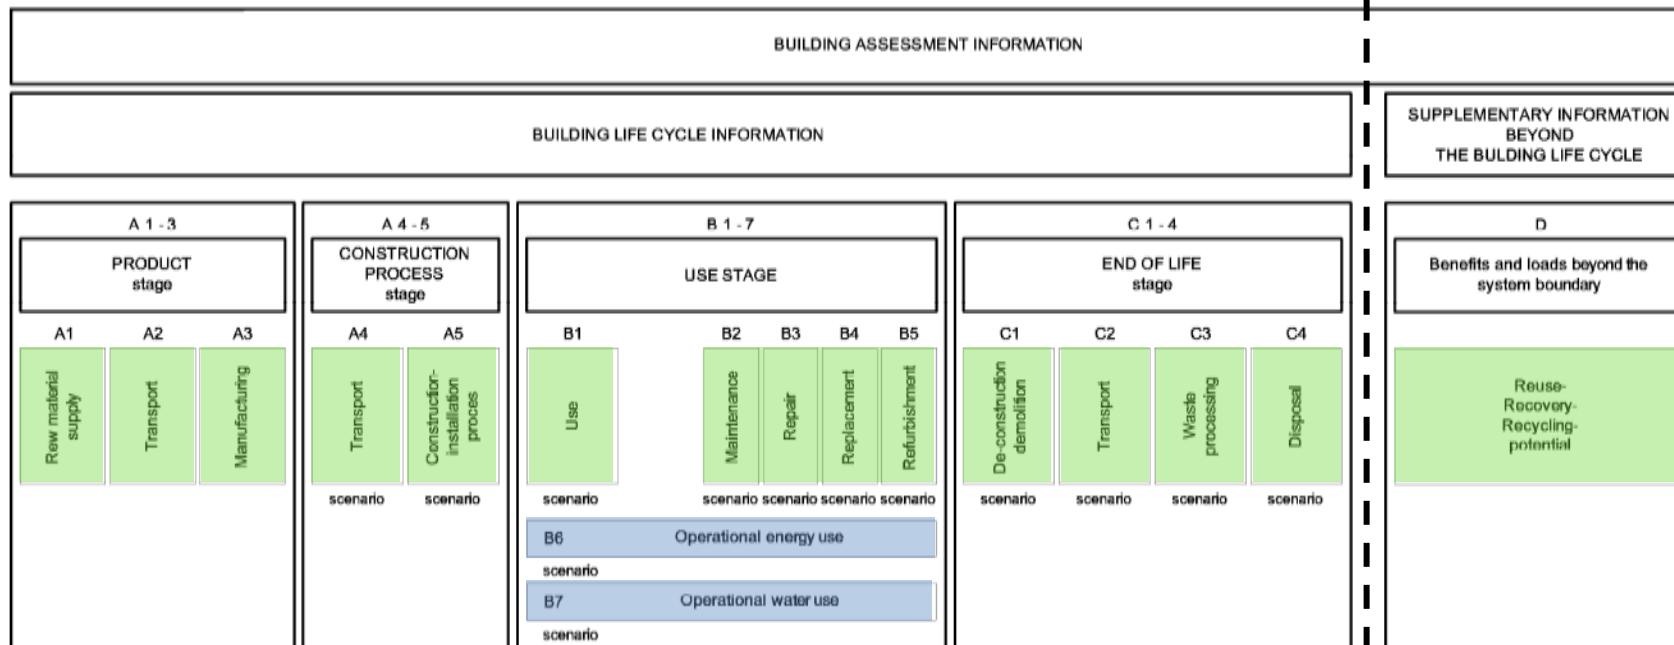 BUILDING ASSESSMENT INFORMATION
BUILDING LIFE CYCLE INFORMATION
SUPPLEMENTARY INFORMATION
BEYOND
THE BULDING LIFE CYCLE
A 1 - 3
PRODUCT
stage
A1
A2
A3
Rew material
supply
Transport
Manufacturing
A 4 - 5
CONSTRUCTION
PROCESS
stage
A4
A5
Transport
Construction-
installation
proces
scenario
scenario
B 1 - 7
USE STAGE
B1
B2
B3
B4
B5
Use
Maintenance
Repair
Replacement
Refurbishment
scenario
scenario
scenario
scenario
scenario
B6
Operational energy use
scenario
B7
Operational water use
scenario
C 1 - 4
END OF LIFE
stage
C1
C2
C3
C4
De-construction
demolition
Transport
Waste
processing
Disposal
scenario
scenario
scenario
scenario
D
Benefits and loads beyond the
system boundary
Reuse-
Recovery-
Recycling-
potential